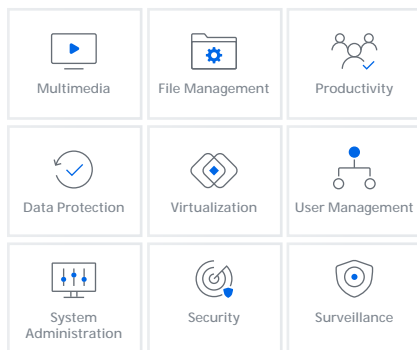 Multimedia
File Management
Productivity
Data Protection
Virtualization
User Management
System
Administration
Security
Surveillance